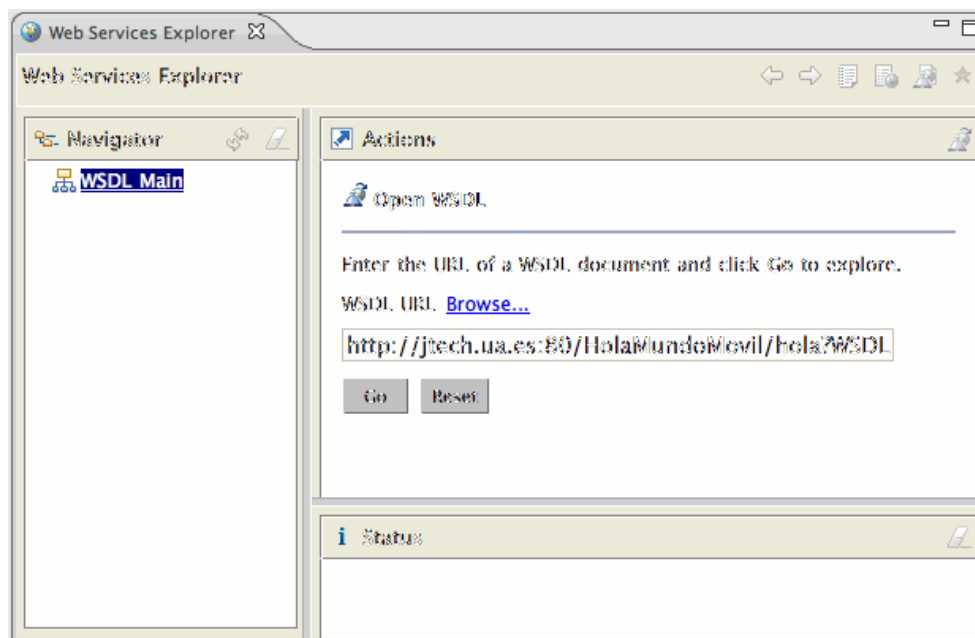 Web Services Explorer
Web Services Explorer
Navigator
WSDL Main
Actions
Open WSDL
Enter the URL of a WSDL document and click Go to explore.
WSDL URL Browse...
http://jtech.ua.es:80/HolaMundoMovil/hola?WSDL
Go Reset
i Status